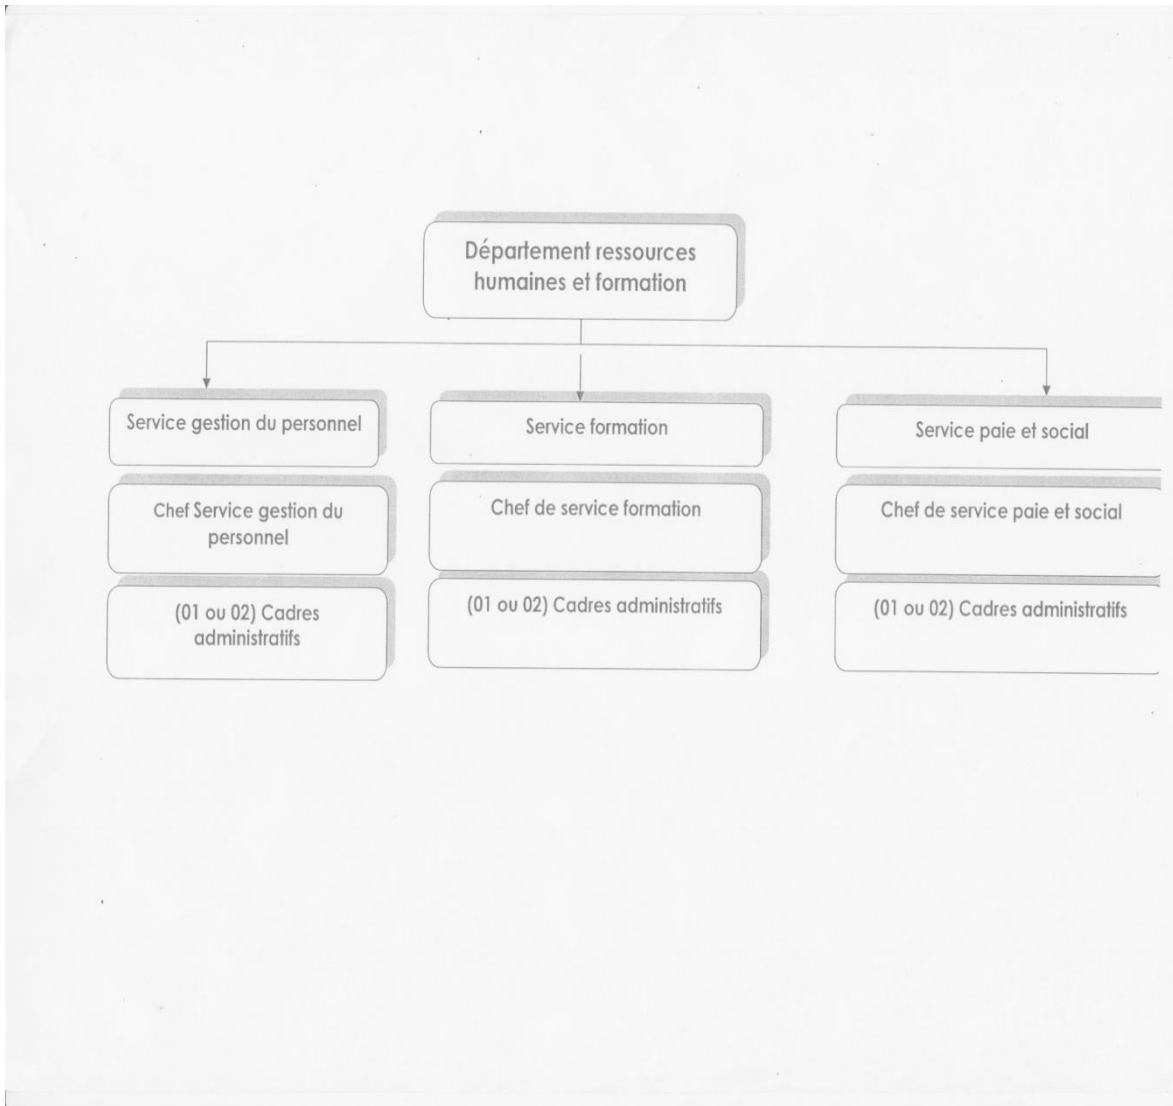 Département ressources
humaines et formation
Service gestion du personnel
Service formation
Service paie et social
Chef Service gestion du
personnel
Chef de service formation
Chef de service paie et social
(01 ou 02) Cadres
administratifs
(01 ou 02) Cadres administratifs
(01 ou 02) Cadres administratifs